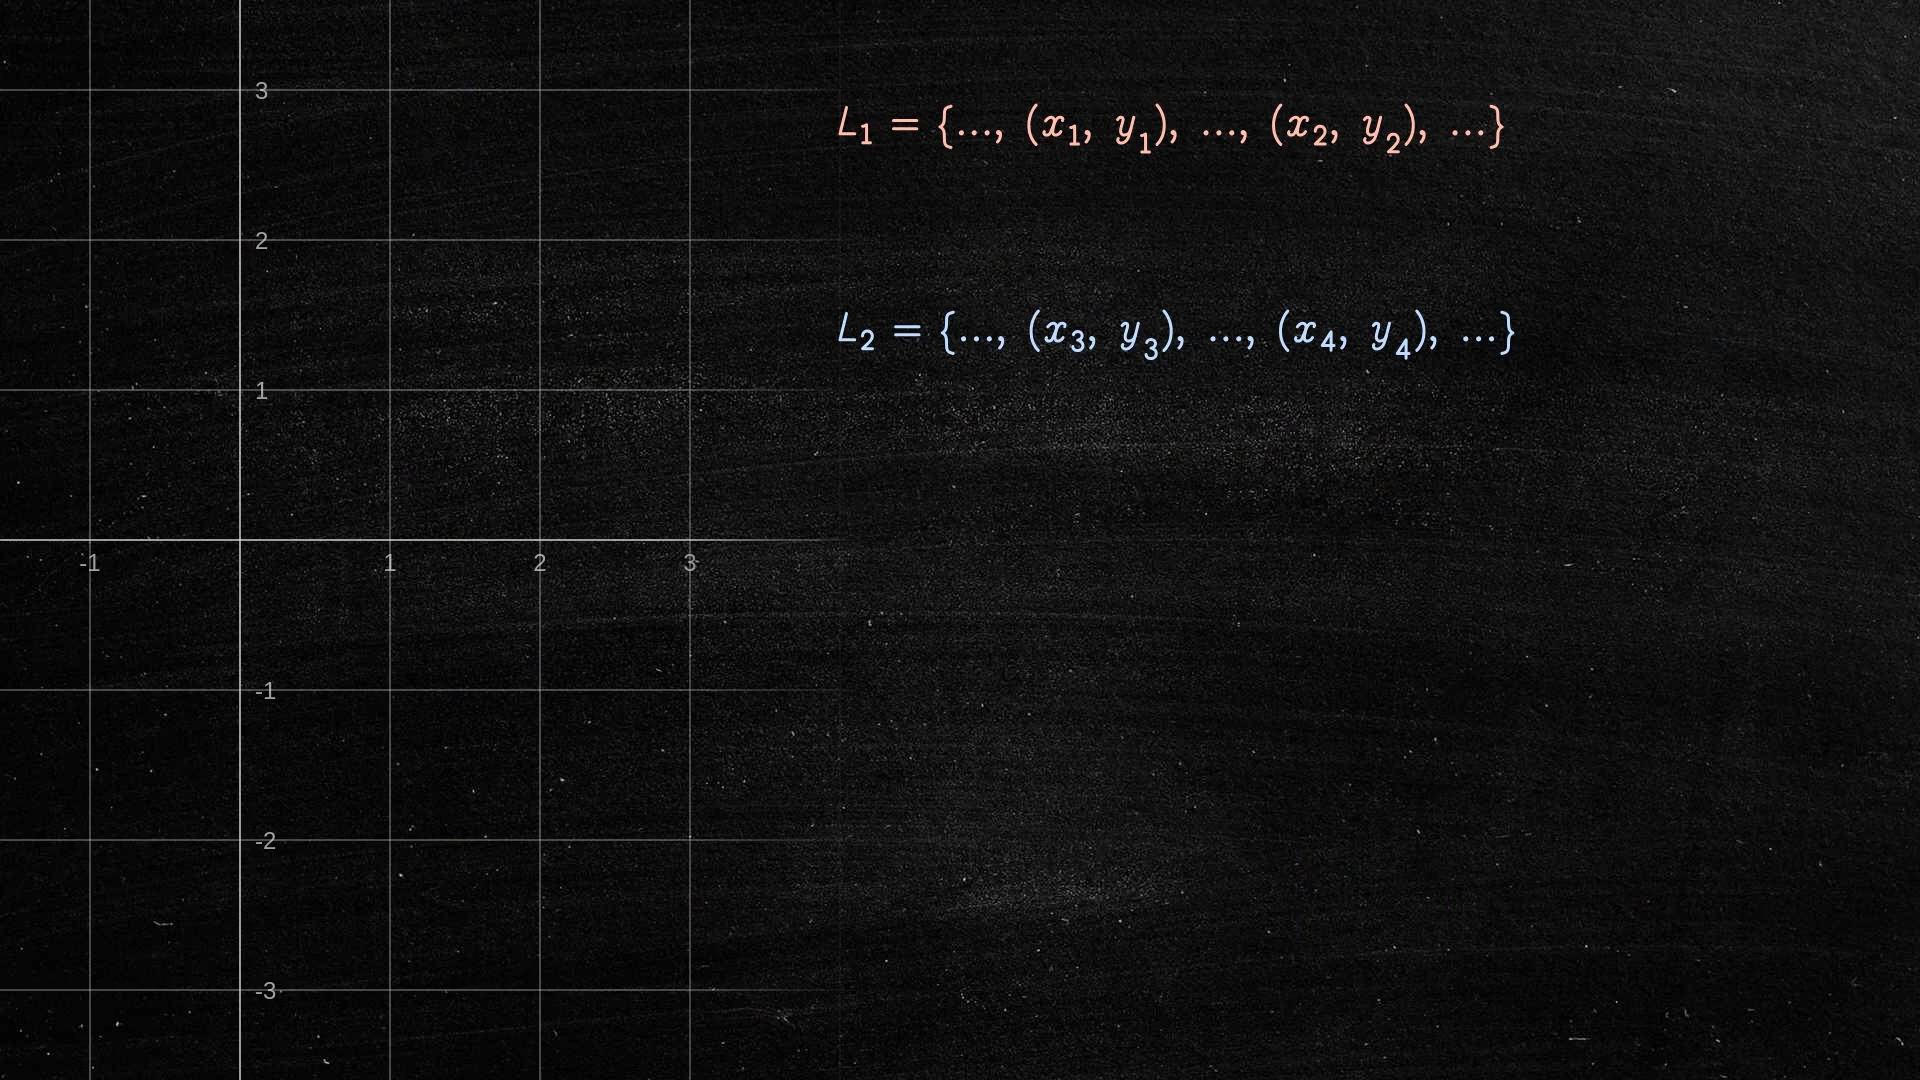 3
L₁ = {..., (x₁, y₁), ..., (x₂, y₂), ...}
2
L₂ = {..., (x₃, y₃), ..., (x₄, y₄), ...}
1
-1 1 2 3
-1
-2
-3